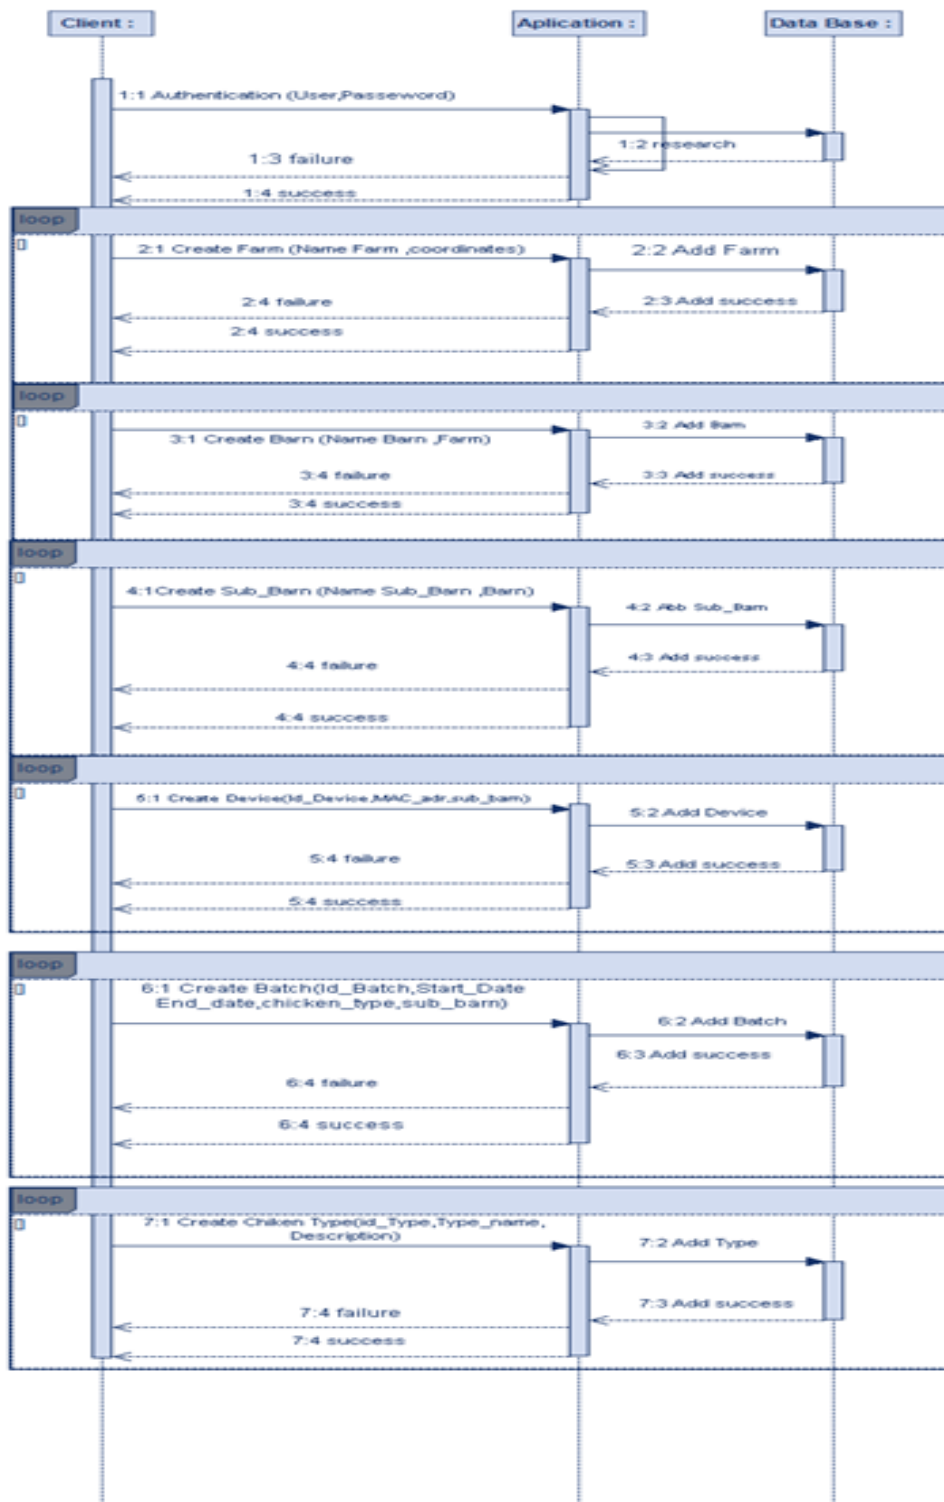 Client :
Aplication :
Data Base :
1:1 Authentication (User,Passeword)
1:2 research
1:3 failure
1:4 success
loop
[]
2:1 Create Farm (Name Farm ,coordinates)
2:2 Add Farm
2:3 Add success
2:4 failure
2:4 success
loop
[]
3:1 Create Barn (Name Barn ,Farm)
3:2 Add Barn
3:3 Add success
3:4 failure
3:4 success
loop
[]
4:1Create Sub_Barn (Name Sub_Barn ,Barn)
4:2 Abb Sub_Barn
4:3 Add success
4:4 failure
4:4 success
loop
[]
5:1 Create Device(Id_Device,MAC_adr,sub_barn)
5:2 Add Device
5:3 Add success
5:4 failure
5:4 success
loop
[]
6:1 Create Batch(Id_Batch,Start_Date
End_date,chicken_type,sub_barn)
6:2 Add Batch
6:3 Add success
6:4 failure
6:4 success
loop
[]
7:1 Create Chiken Type(id_Type,Type_name,
Description)
7:2 Add Type
7:3 Add success
7:4 failure
7:4 success